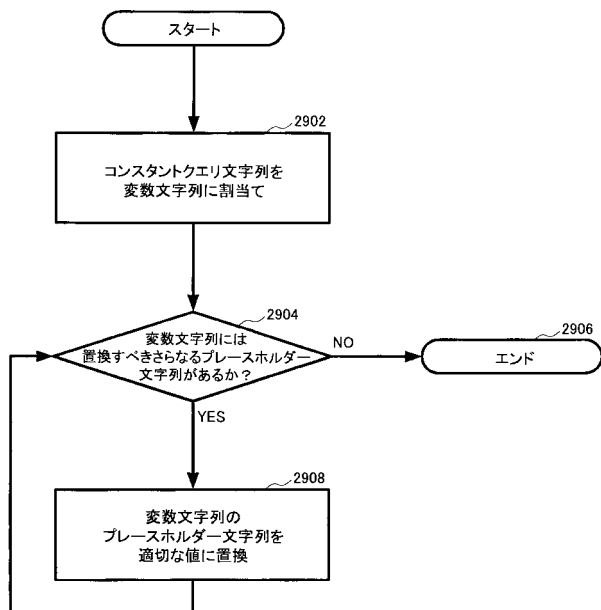 スタート
2902
コンスタントクエリ文字列を
変数文字列に割当て
2904
変数文字列には
置換すべきさらなるプレースホルダー
文字列があるか?
NO
2906
エンド
YES
2908
変数文字列の
プレースホルダー文字列を
適切な値に置換